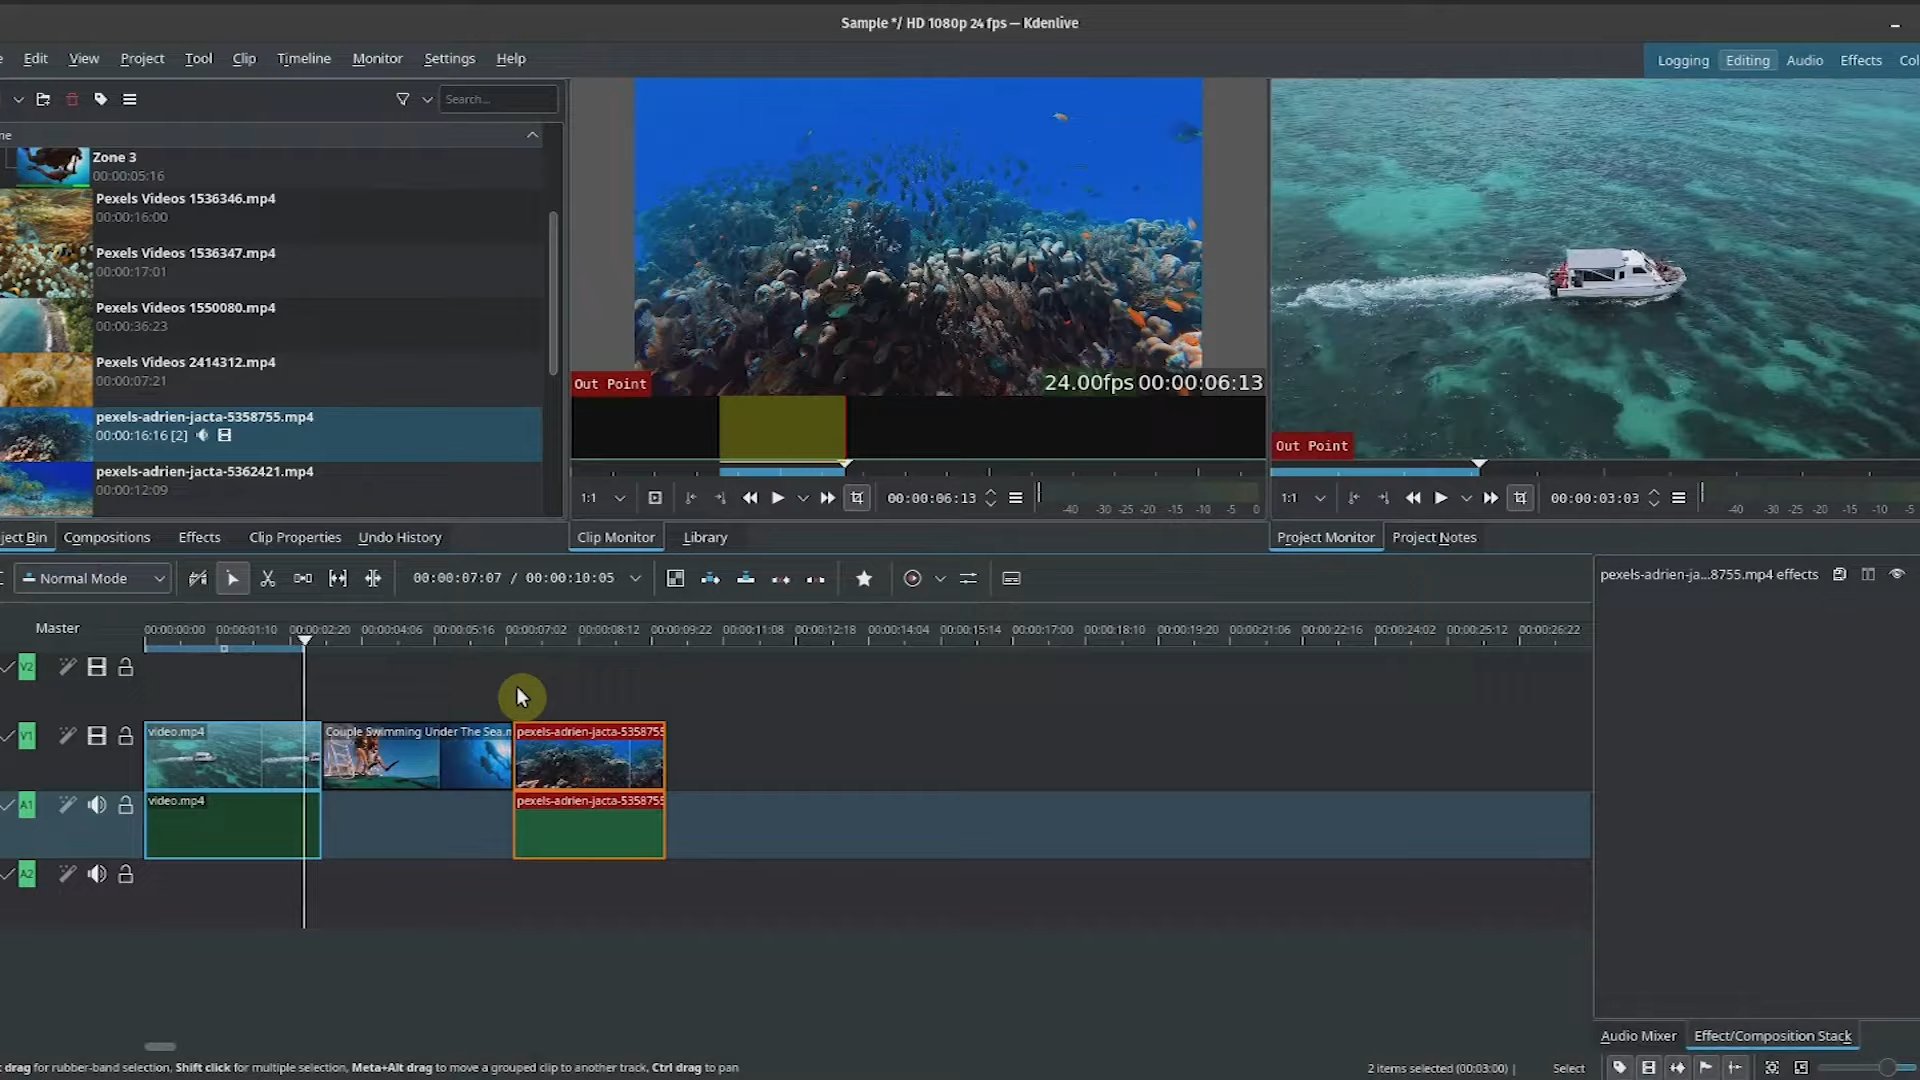 Sample */ HD 1080p 24 fps — Kdenlive
e Edit View Project Tool Clip Timeline Monitor Settings Help
Logging Editing Audio Effects Col
Search...
me
Zone 3
00:00:05:16
Pexels Videos 1536346.mp4
00:00:16:00
Pexels Videos 1536347.mp4
00:00:17:01
Pexels Videos 1550080.mp4
00:00:36:23
Pexels Videos 2414312.mp4
00:00:07:21
pexels-adrien-jacta-5358755.mp4
00:00:16:16 [2]
pexels-adrien-jacta-5362421.mp4
00:00:12:09
Out Point
24.00fps 00:00:06:13
Out Point
1:1
00:00:06:13
-40 -30 -25 -20 -15 -10 -5 0
1:1
00:00:03:03
-40 -30 -25 -20 -15 -10 -5
ject Bin Compositions Effects Clip Properties Undo History
Clip Monitor Library
Project Monitor Project Notes
Normal Mode
00:00:07:07 / 00:00:10:05
pexels-adrien-ja...8755.mp4 effects
Master
00:00:00:00 00:00:01:10 00:00:02:20 00:00:04:06 00:00:05:16 00:00:07:02 00:00:08:12 00:00:09:22 00:00:11:08 00:00:12:18 00:00:14:04 00:00:15:14 00:00:17:00 00:00:18:10 00:00:19:20 00:00:21:06 00:00:22:16 00:00:24:02 00:00:25:12 00:00:26:22
V2
V1
video.mp4
Couple Swimming Under The Sea.m
pexels-adrien-jacta-5358755
A1
video.mp4
pexels-adrien-jacta-5358755
A2
Audio Mixer Effect/Composition Stack
drag for rubber-band selection, Shift click for multiple selection, Meta+Alt drag to move a grouped clip to another track, Ctrl drag to pan
2 items selected (00:03:00) |
Select